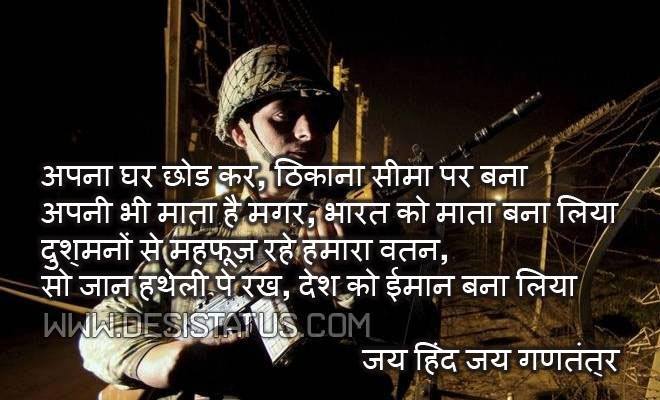 अपना घर छोड कर, ठिकाना सीमा पर बना
अपनी भी माता है मगर, भारत को माता बना लिया
दुश्मनों से महफूज़ रहे हमारा वतन,
सो जान हथेली पे रख, देश को ईमान बना लिया
WWW.DESISTATUS.COM
जय हिंद जय गणतंत्र